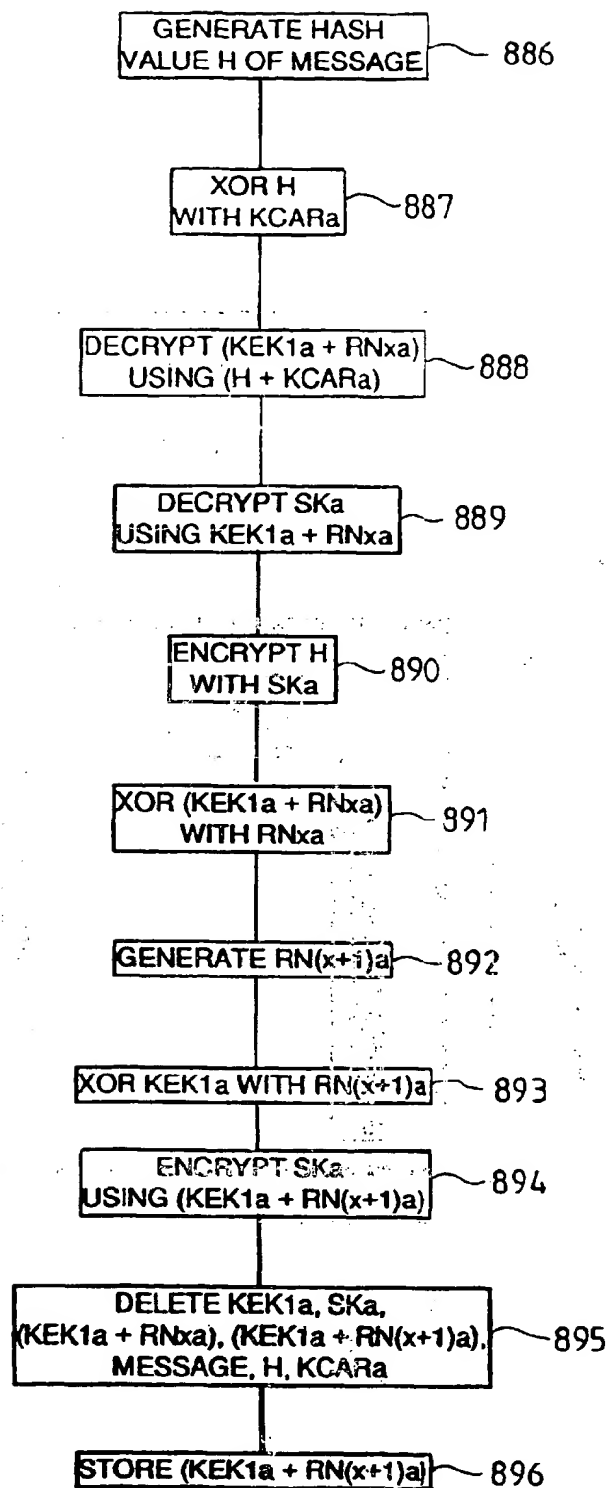 GENERATE HASH
VALUE H OF MESSAGE
886
XOR H
WITH KCARa
887
DECRYPT (KEK1a + RNxa)
USING (H + KCARa)
888
DECRYPT SKa
USING KEK1a + RNxa
889
ENCRYPT H
WITH SKa
890
XOR (KEK1a + RNxa)
WITH RNxa
891
GENERATE RN(x+1)a
892
XOR KEK1a WITH RN(x+1)a
893
ENCRYPT SKa
USING (KEK1a + RN(x+1)a)
894
DELETE KEK1a, SKa,
(KEK1a + RNxa), (KEK1a + RN(x+1)a),
MESSAGE, H, KCARa
895
STORE (KEK1a + RN(x+1)a)
896